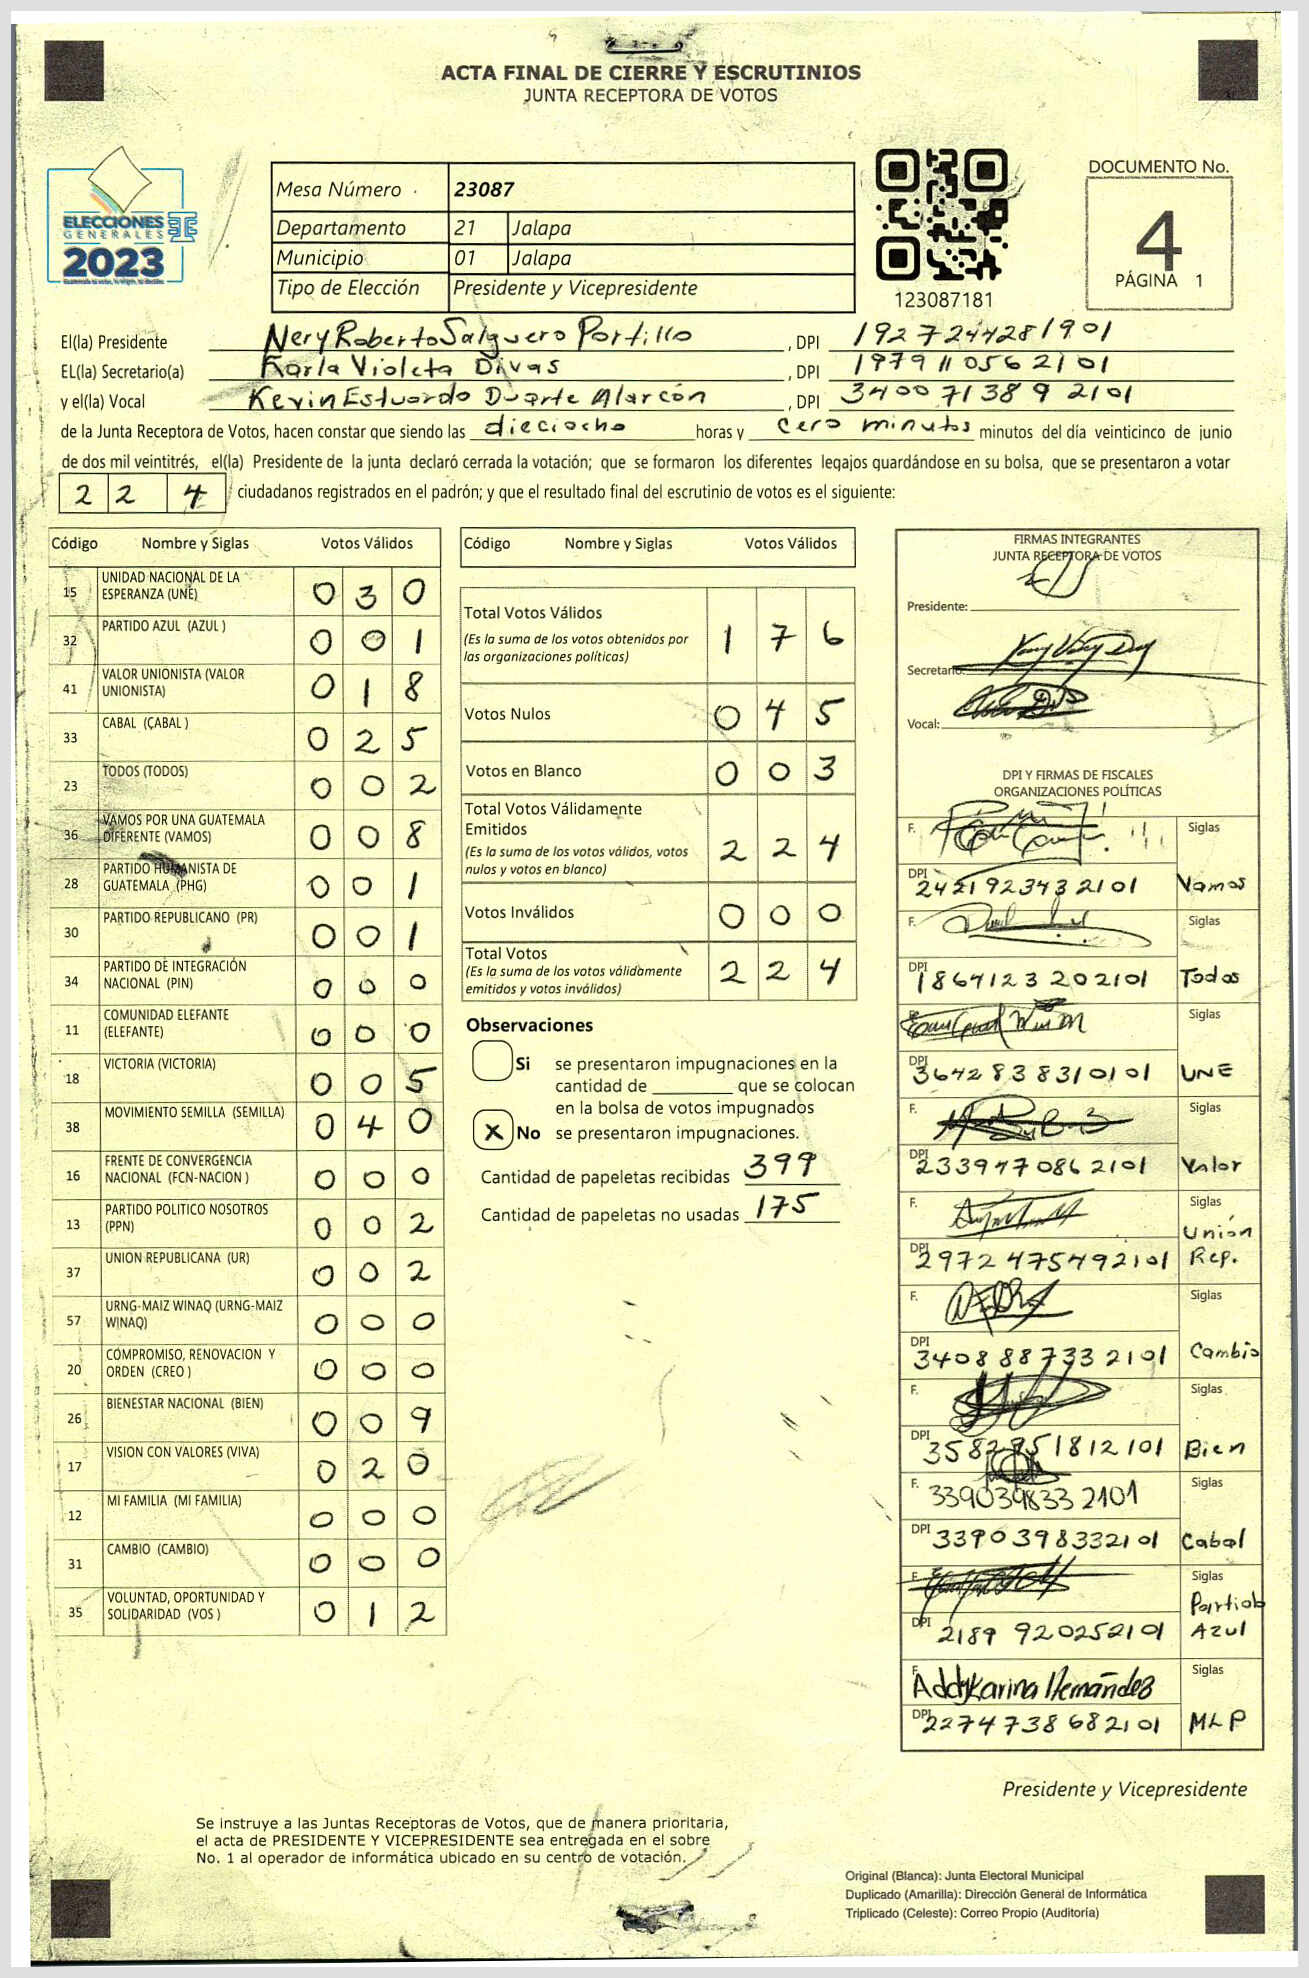 ACTA FINAL DE CIERRE Y ESCRUTINIOS
JUNTA RECEPTORA DE VOTOS
ELECCIONES
GENERALES
2023
Mesa Número 23087
Departamento 21 Jalapa
Municipio 01 Jalapa
Tipo de Elección Presidente y Vicepresidente
123087181
DOCUMENTO No.
4
PÁGINA 1
El(la) Presidente Nery Roberto Salguero Portillo , DPI 1927244281901
EL(la) Secretario(a) Karla Violeta Divas , DPI 1979110562101
y el(la) Vocal Kevin Estuardo Duarte Alarcón , DPI 3400713892101
de la Junta Receptora de Votos, hacen constar que siendo las dieciocho horas y cero minutos minutos del día veinticinco de junio
de dos mil veintitrés, el(la) Presidente de la junta declaró cerrada la votación; que se formaron los diferentes legajos guardándose en su bolsa, que se presentaron a votar
2 2 4 ciudadanos registrados en el padrón; y que el resultado final del escrutinio de votos es el siguiente:
Código Nombre y Siglas Votos Válidos
15 UNIDAD NACIONAL DE LA ESPERANZA (UNE) 0 3 0
32 PARTIDO AZUL (AZUL ) 0 0 1
41 VALOR UNIONISTA (VALOR UNIONISTA) 0 1 8
33 CABAL (CABAL ) 0 2 5
23 TODOS (TODOS) 0 0 2
36 VAMOS POR UNA GUATEMALA DIFERENTE (VAMOS) 0 0 8
28 PARTIDO HUMANISTA DE GUATEMALA (PHG) 0 0 1
30 PARTIDO REPUBLICANO (PR) 0 0 1
34 PARTIDO DE INTEGRACIÓN NACIONAL (PIN) 0 0 0
11 COMUNIDAD ELEFANTE (ELEFANTE) 0 0 0
18 VICTORIA (VICTORIA) 0 0 5
38 MOVIMIENTO SEMILLA (SEMILLA) 0 4 0
16 FRENTE DE CONVERGENCIA NACIONAL (FCN-NACION ) 0 0 0
13 PARTIDO POLITICO NOSOTROS (PPN) 0 0 2
37 UNION REPUBLICANA (UR) 0 0 2
57 URNG-MAIZ WINAQ (URNG-MAIZ WINAQ) 0 0 0
20 COMPROMISO, RENOVACION Y ORDEN (CREO ) 0 0 0
26 BIENESTAR NACIONAL (BIEN) 0 0 9
17 VISION CON VALORES (VIVA) 0 2 0
12 MI FAMILIA (MI FAMILIA) 0 0 0
31 CAMBIO (CAMBIO) 0 0 0
35 VOLUNTAD, OPORTUNIDAD Y SOLIDARIDAD (VOS ) 0 1 2
Código Nombre y Siglas Votos Válidos
Total Votos Válidos 1 7 6
(Es la suma de los votos obtenidos por
las organizaciones políticas)
Votos Nulos 0 4 5
Votos en Blanco 0 0 3
Total Votos Válidamente
Emitidos 2 2 4
(Es la suma de los votos válidos, votos
nulos y votos en blanco)
Votos Inválidos 0 0 0
Total Votos 2 2 4
(Es la suma de los votos válidamente
emitidos y votos inválidos)
Observaciones
Si se presentaron impugnaciones en la
cantidad de ________ que se colocan
en la bolsa de votos impugnados
X No se presentaron impugnaciones.
Cantidad de papeletas recibidas 399
Cantidad de papeletas no usadas 175
FIRMAS INTEGRANTES
JUNTA RECEPTORA DE VOTOS
Presidente:
Secretario:
Vocal:
DPI Y FIRMAS DE FISCALES
ORGANIZACIONES POLÍTICAS
F. Siglas
DPI 2421923432101 Vamos
F. Siglas
DPI 1864123202101 Todos
F. Siglas
DPI 3642838310101 UNE
F. Siglas
DPI 2339470862101 Valor
F. Siglas
DPI 2972475492101 Unión Rep.
F. Siglas
DPI 3408887332101 Cambio
F. Siglas
DPI Bien
F. 3390398332101 Siglas
DPI 3390398332101 Cabal
F. Siglas
DPI 2189920252101 Partido Azul
F. Addy Karina Hernández Siglas
DPI 2274738682101 MLP
Presidente y Vicepresidente
Se instruye a las Juntas Receptoras de Votos, que de manera prioritaria,
el acta de PRESIDENTE Y VICEPRESIDENTE sea entregada en el sobre
No. 1 al operador de informática ubicado en su centro de votación.
Original (Blanca): Junta Electoral Municipal
Duplicado (Amarilla): Dirección General de Informática
Triplicado (Celeste): Correo Propio (Auditoría)